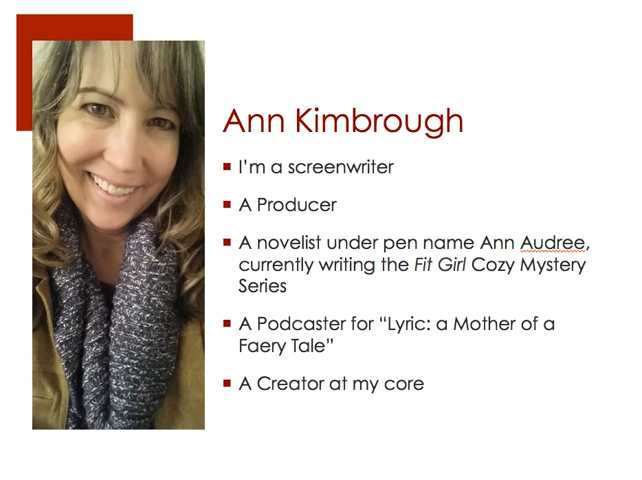 Ann Kimbrough
I'm a screenwriter
A Producer
A novelist under pen name Ann Audree,
currently writing the Fit Girl Cozy Mystery
Series
A Podcaster for “Lyric: a Mother of a
Faery Tale”
A Creator at my core